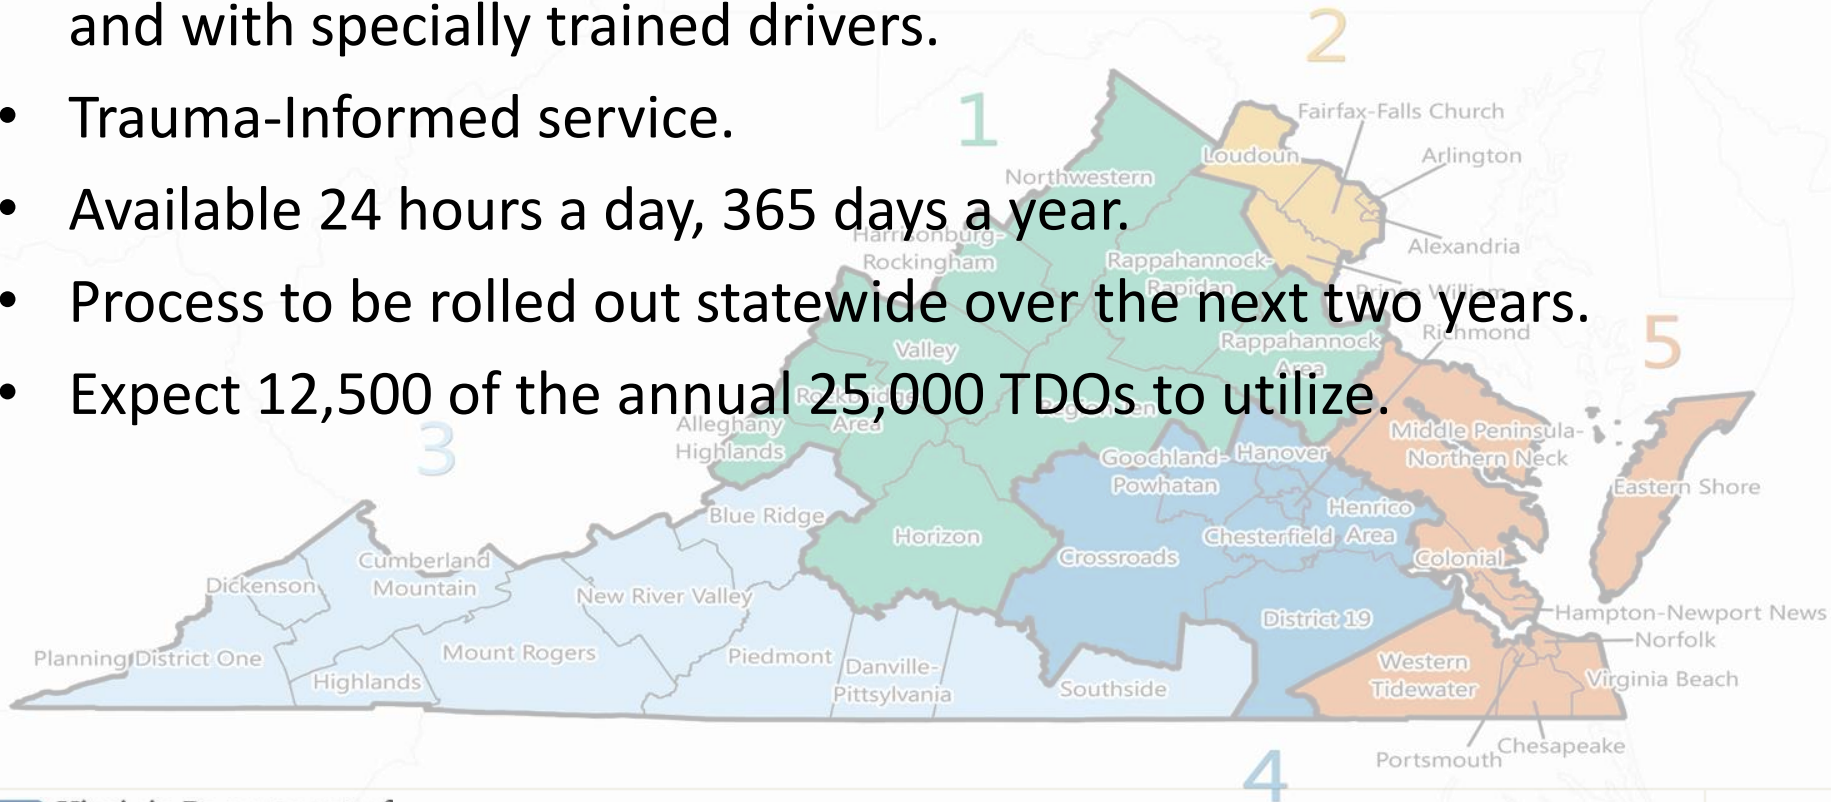 and with specially trained drivers.
• Trauma-Informed service.
• Available 24 hours a day, 365 days a year.
• Process to be rolled out statewide over the next two years.
• Expect 12,500 of the annual 25,000 TDOs to utilize.
1
2
3
4
5
Fairfax-Falls Church
Loudoun
Arlington
Northwestern
Alexandria
Harrisonburg-
Rockingham
Rappahannock-
Rapidan
Prince William
Richmond
Valley
Rappahannock
Area
Rockbridge
Area
Alleghany
Highlands
Middle Peninsula-
Northern Neck
Goochland-
Powhatan
Hanover
Eastern Shore
Blue Ridge
Henrico
Area
Horizon
Chesterfield
Crossroads
Colonial
Cumberland
Mountain
Dickenson
New River Valley
Hampton-Newport News
District 19
Norfolk
Planning District One
Mount Rogers
Piedmont
Danville-
Pittsylvania
Western
Tidewater
Highlands
Southside
Virginia Beach
Portsmouth
Chesapeake